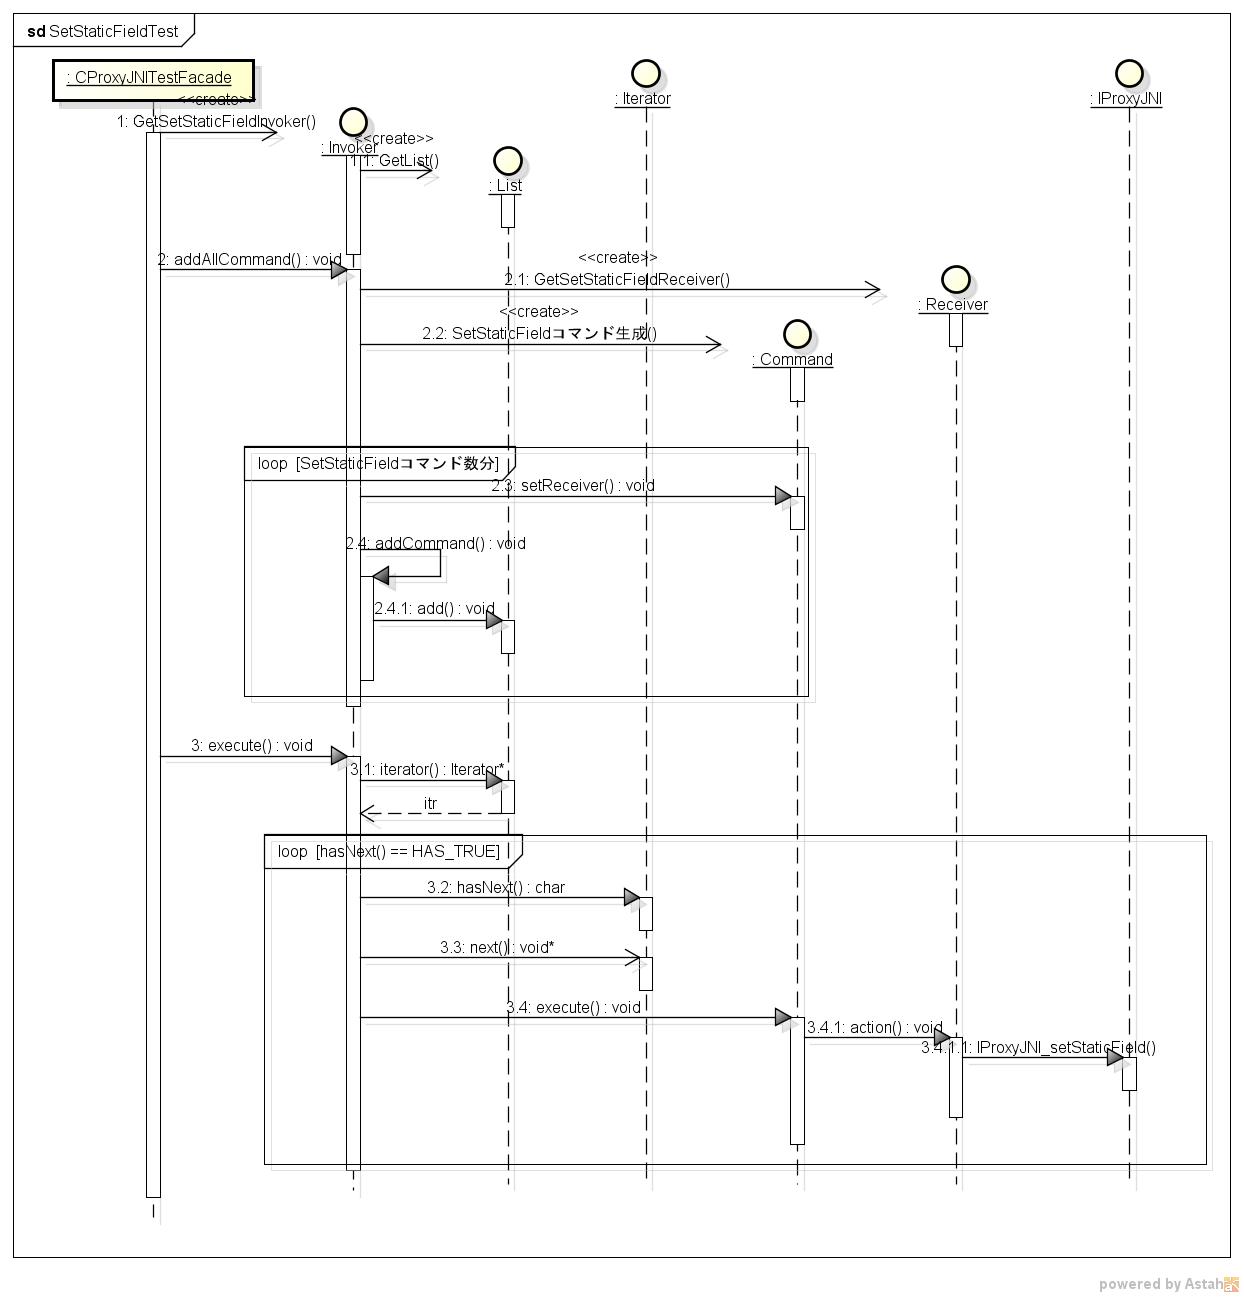 sd SetStaticFieldTest
: CProxyJNITestFacade
: Iterator
: IProxyJNI
<<create>>
1: GetSetStaticFieldInvoker()
: Invoker
<<create>>
1.1: GetList()
: List
2: addAllCommand() : void
<<create>>
2.1: GetSetStaticFieldReceiver()
: Receiver
<<create>>
2.2: SetStaticFieldコマンド生成()
: Command
loop [SetStaticFieldコマンド数分]
2.3: setReceiver() : void
2.4: addCommand() : void
2.4.1: add() : void
3: execute() : void
3.1: iterator() : Iterator*
itr
loop [hasNext() == HAS_TRUE]
3.2: hasNext() : char
3.3: next() : void*
3.4: execute() : void
3.4.1: action() : void
3.4.1.1: IProxyJNI_setStaticField()
powered by Astah